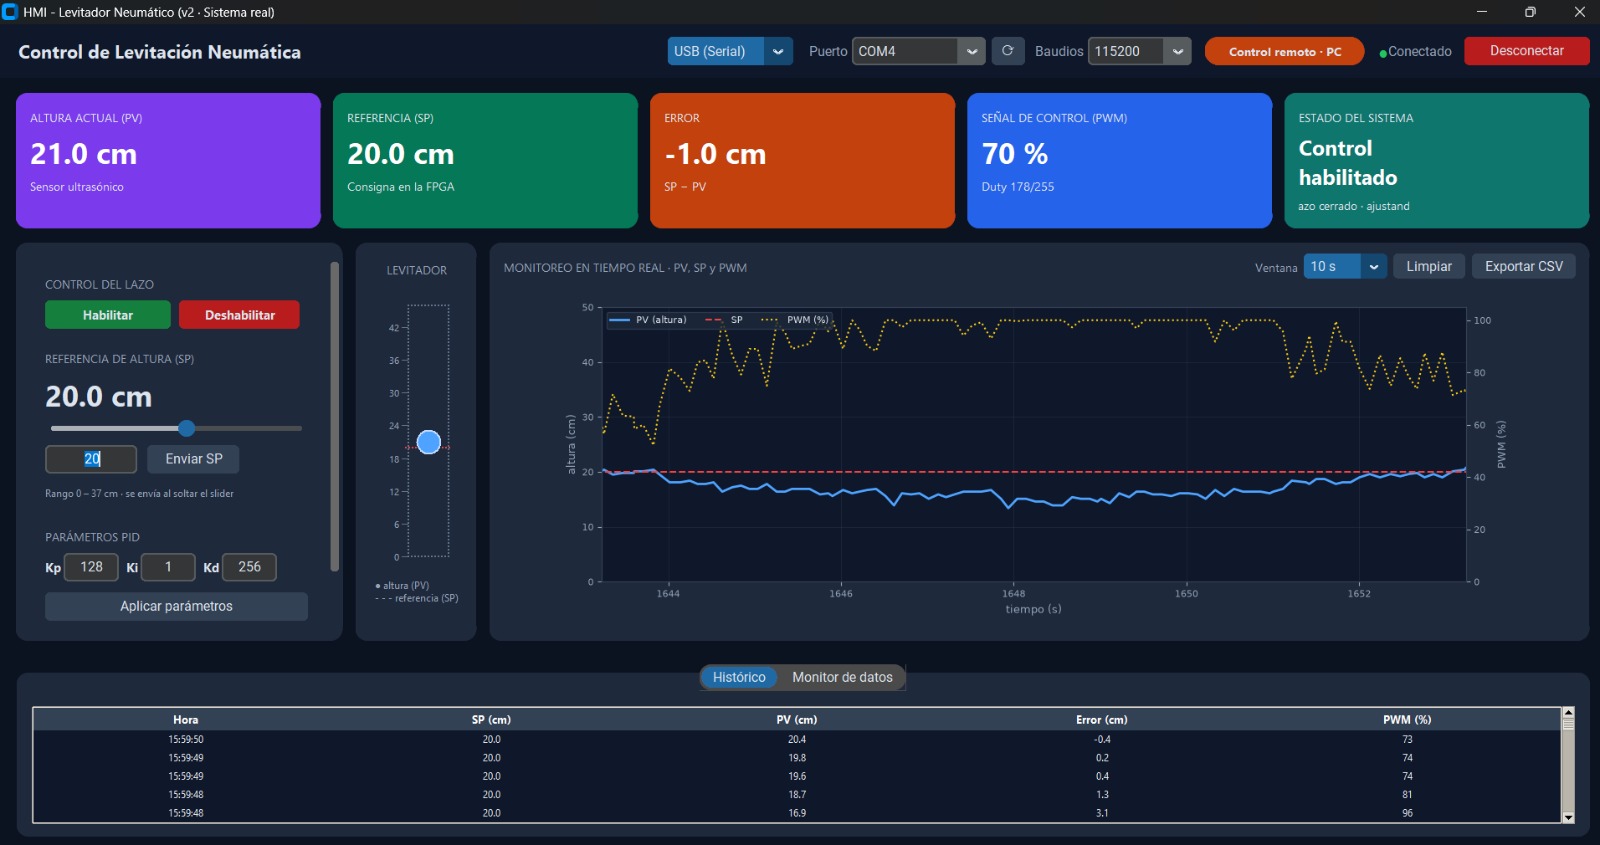 HMI - Levitador Neumático (v2 · Sistema real)
Control de Levitación Neumática
USB (Serial)
Puerto
COM4
Baudios
115200
Control remoto · PC
Conectado
Desconectar
ALTURA ACTUAL (PV)
21.0 cm
Sensor ultrasónico
REFERENCIA (SP)
20.0 cm
Consigna en la FPGA
ERROR
-1.0 cm
SP − PV
SEÑAL DE CONTROL (PWM)
70 %
Duty 178/255
ESTADO DEL SISTEMA
Control
habilitado
azo cerrado · ajustand
CONTROL DEL LAZO
Habilitar
Deshabilitar
REFERENCIA DE ALTURA (SP)
20.0 cm
20
Enviar SP
Rango 0 – 37 cm · se envía al soltar el slider
PARÁMETROS PID
Kp 128 Ki 1 Kd 256
Aplicar parámetros
LEVITADOR
42
36
30
24
18
12
6
0
● altura (PV)
- - - referencia (SP)
MONITOREO EN TIEMPO REAL · PV, SP y PWM
Ventana
10 s
Limpiar
Exportar CSV
PV (altura) SP PWM (%)
50
40
30
20
10
0
altura (cm)
100
80
60
40
20
0
PWM (%)
1644 1646 1648 1650 1652
tiempo (s)
Histórico
Monitor de datos
Hora SP (cm) PV (cm) Error (cm) PWM (%)
15:59:50 20.0 20.4 -0.4 73
15:59:49 20.0 19.8 0.2 74
15:59:49 20.0 19.6 0.4 74
15:59:48 20.0 18.7 1.3 81
15:59:48 20.0 16.9 3.1 96